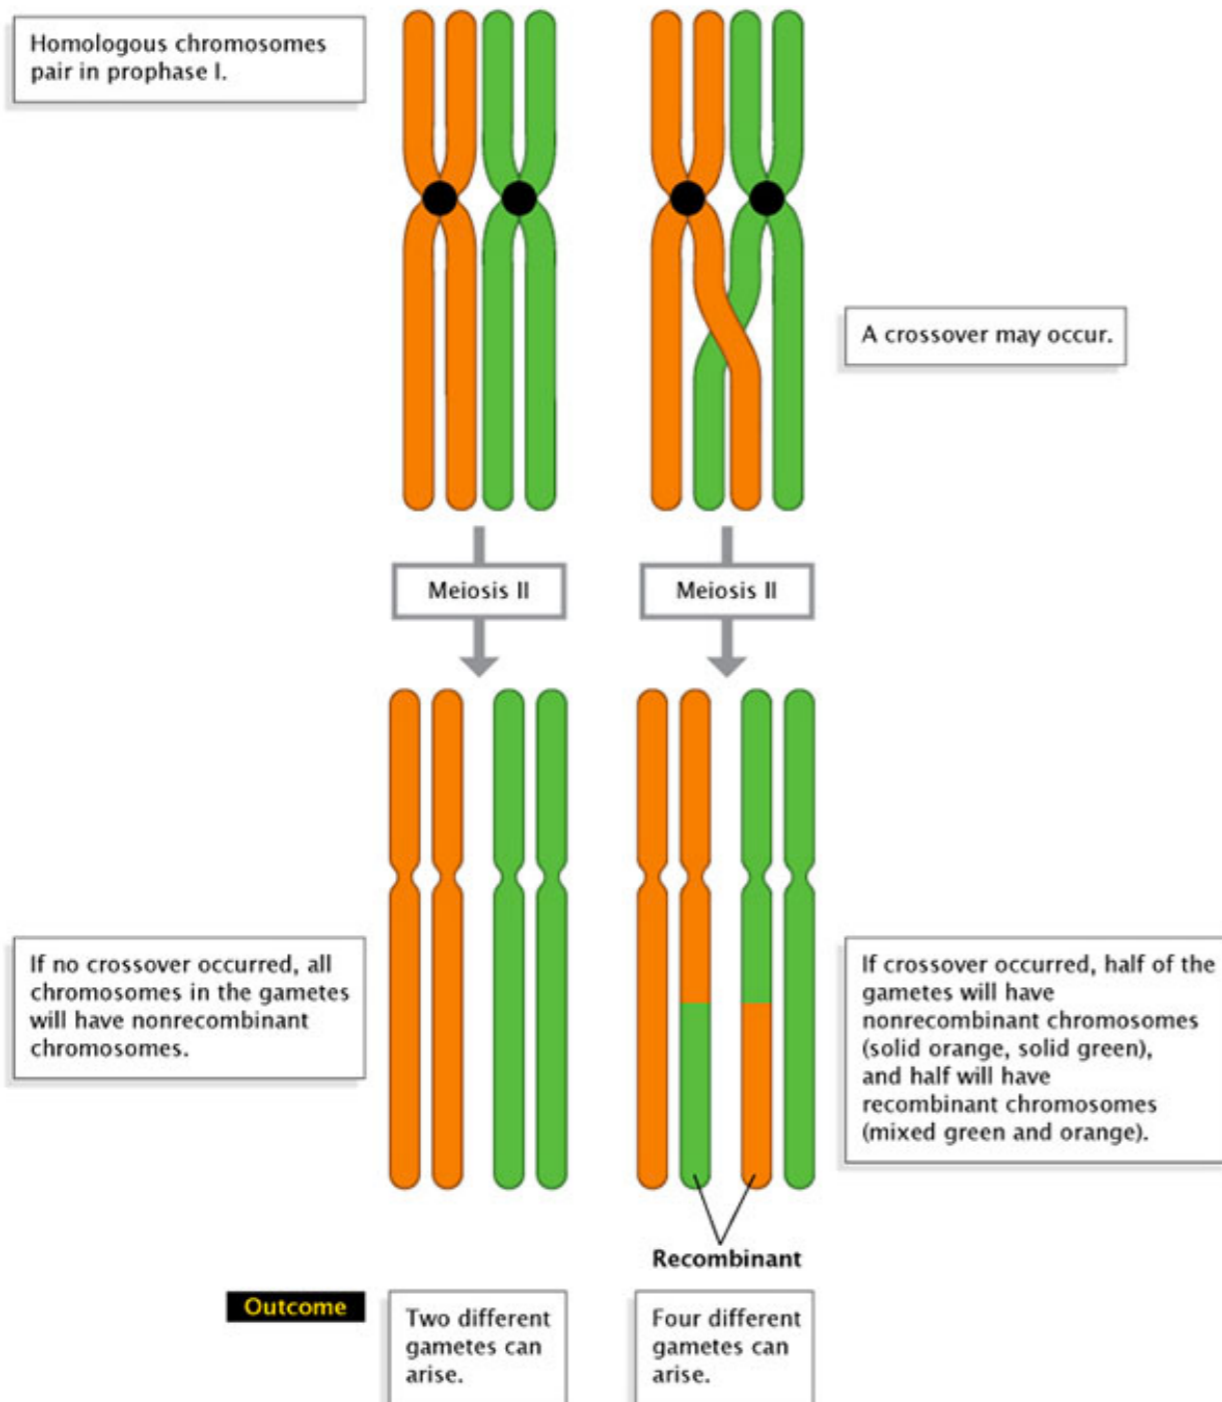 Homologous chromosomes
pair in prophase I.
A crossover may occur.
Meiosis II
Meiosis II
If no crossover occurred, all
chromosomes in the gametes
will have nonrecombinant
chromosomes.
If crossover occurred, half of the
gametes will have
nonrecombinant chromosomes
(solid orange, solid green),
and half will have
recombinant chromosomes
(mixed green and orange).
Recombinant
Outcome
Two different
gametes can
arise.
Four different
gametes can
arise.